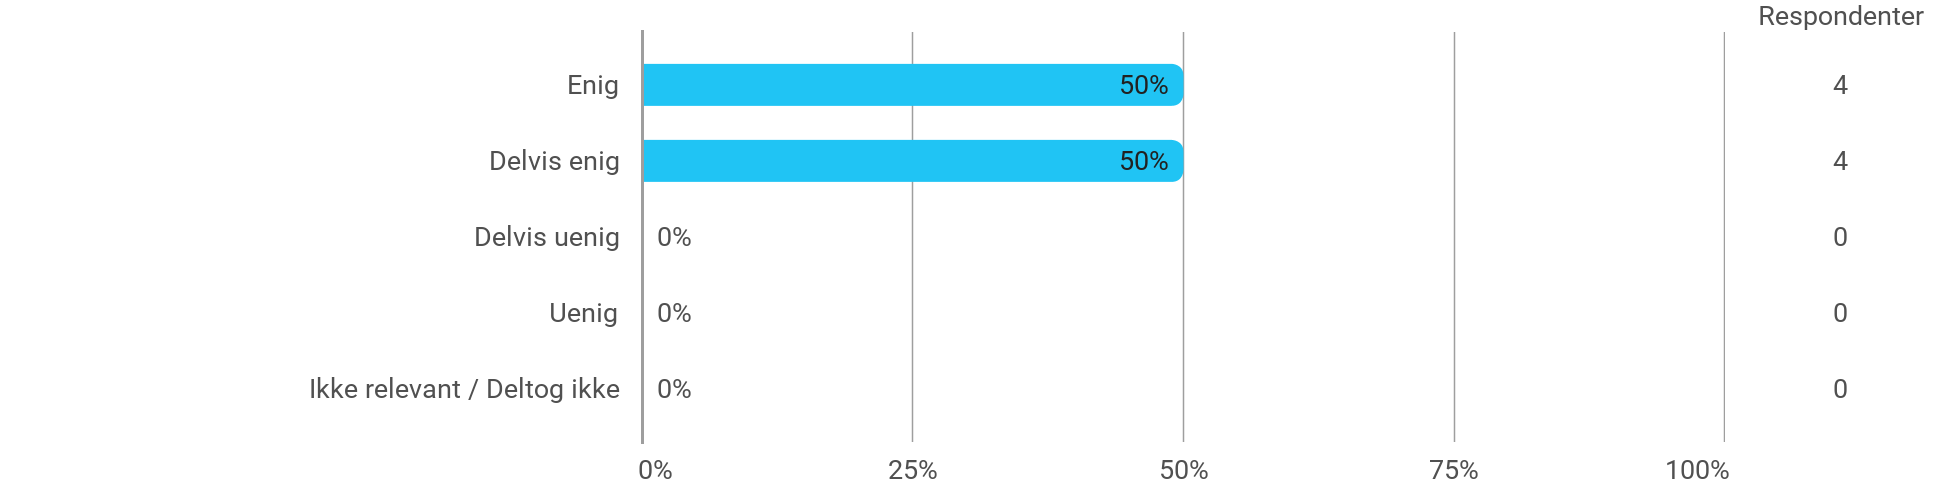 Respondenter
Enig 50% 4
Delvis enig 50% 4
Delvis uenig 0% 0
Uenig 0% 0
Ikke relevant / Deltog ikke 0% 0
0% 25% 50% 75% 100%